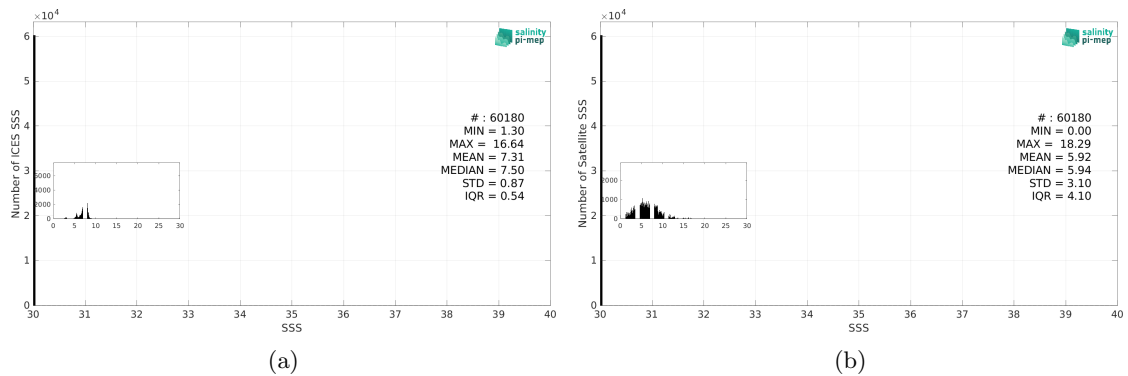 ×10⁴
6
5
4
3
2
1
0
Number of ICES SSS
salinity
pi-mep
# : 60180
MIN = 1.30
MAX = 16.64
MEAN = 7.31
MEDIAN = 7.50
STD = 0.87
IQR = 0.54
6000
4000
2000
0
0 5 10 15 20 25 30
30 31 32 33 34 35 36 37 38 39 40
SSS
(a)
×10⁴
6
5
4
3
2
1
0
Number of Satellite SSS
salinity
pi-mep
# : 60180
MIN = 0.00
MAX = 18.29
MEAN = 5.92
MEDIAN = 5.94
STD = 3.10
IQR = 4.10
2000
1000
0
0 5 10 15 20 25 30
30 31 32 33 34 35 36 37 38 39 40
SSS
(b)